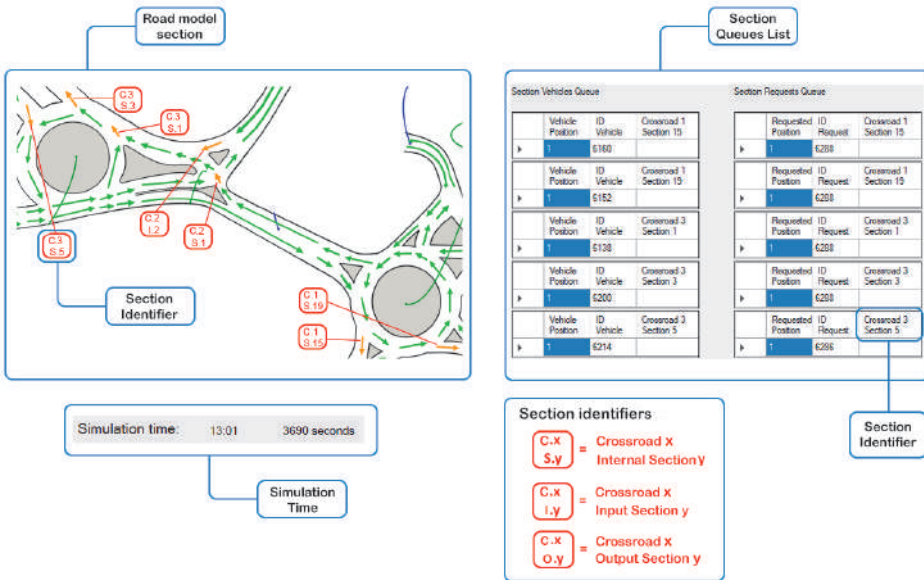 Road model
section
Section
Queues List
C.3
S.3
C.3
S.1
C.2
I.2
C.2
S.1
C.3
S.5
C.1
S.19
C.1
S.15
Section
Identifier
Section Vehicles Queue
Section Requests Queue
Vehicle Position ID Vehicle Crossroad 1 Section 15
1 6160
Vehicle Position ID Vehicle Crossroad 1 Section 19
1 6152
Vehicle Position ID Vehicle Crossroad 3 Section 1
1 6138
Vehicle Position ID Vehicle Crossroad 3 Section 3
1 6200
Vehicle Position ID Vehicle Crossroad 3 Section 5
1 6214
Requested Position ID Request Crossroad 1 Section 15
1 6288
Requested Position ID Request Crossroad 1 Section 19
1 6288
Requested Position ID Request Crossroad 3 Section 1
1 6288
Requested Position ID Request Crossroad 3 Section 3
1 6288
Requested Position ID Request Crossroad 3 Section 5
1 6286
Section
Identifier
Simulation time: 13:01 3690 seconds
Simulation
Time
Section identifiers
C.x
S.y
= Crossroad x
Internal Section y
C.x
I.y
= Crossroad x
Input Section y
C.x
O.y
= Crossroad x
Output Section y